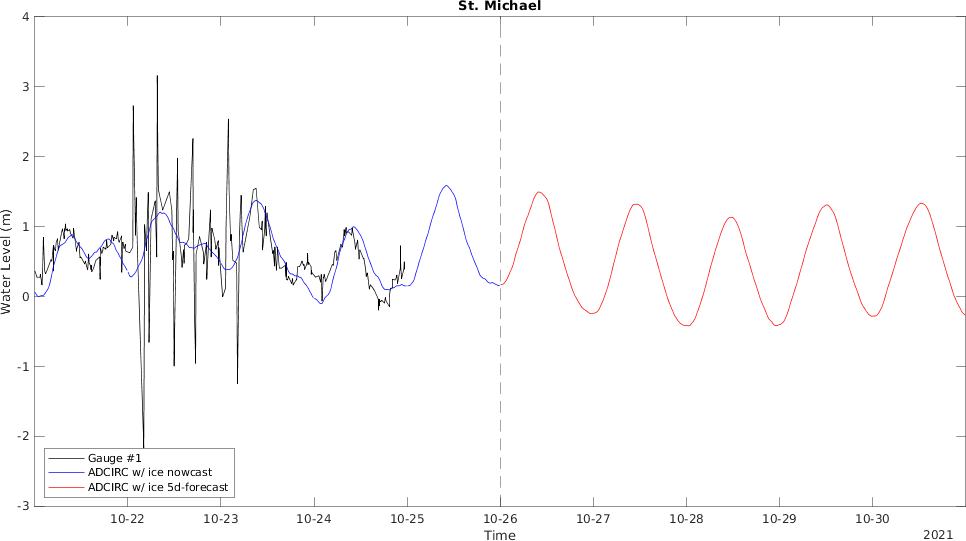 St. Michael
Water Level (m)
4
3
2
1
0
-1
-2
-3
Gauge #1
ADCIRC w/ ice nowcast
ADCIRC w/ ice 5d-forecast
10-22 10-23 10-24 10-25 10-26 10-27 10-28 10-29 10-30
Time
2021